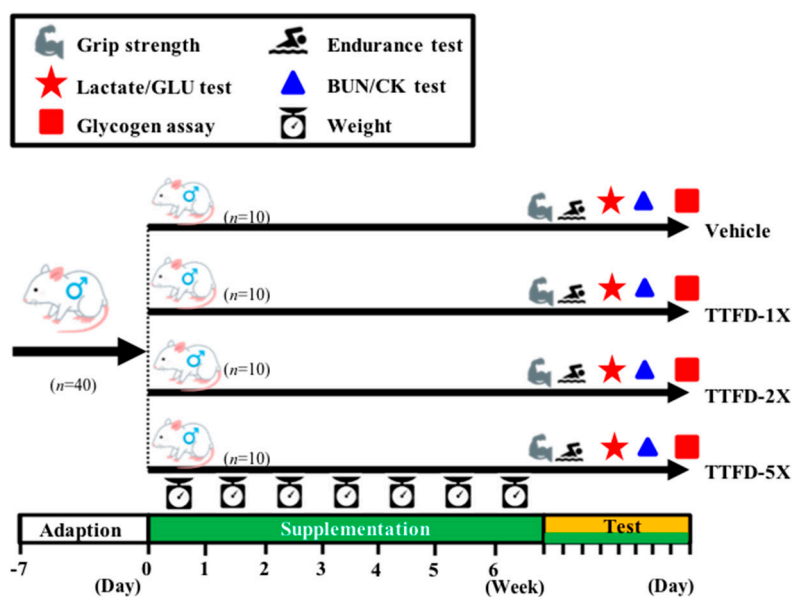 Grip strength
Endurance test
Lactate/GLU test
BUN/CK test
Glycogen assay
Weight
(n=10)
Vehicle
(n=10)
TTFD-1X
(n=40)
(n=10)
TTFD-2X
(n=10)
TTFD-5X
Adaption
Supplementation
Test
-7
0
1
2
3
4
5
6
(Day)
(Week)
(Day)